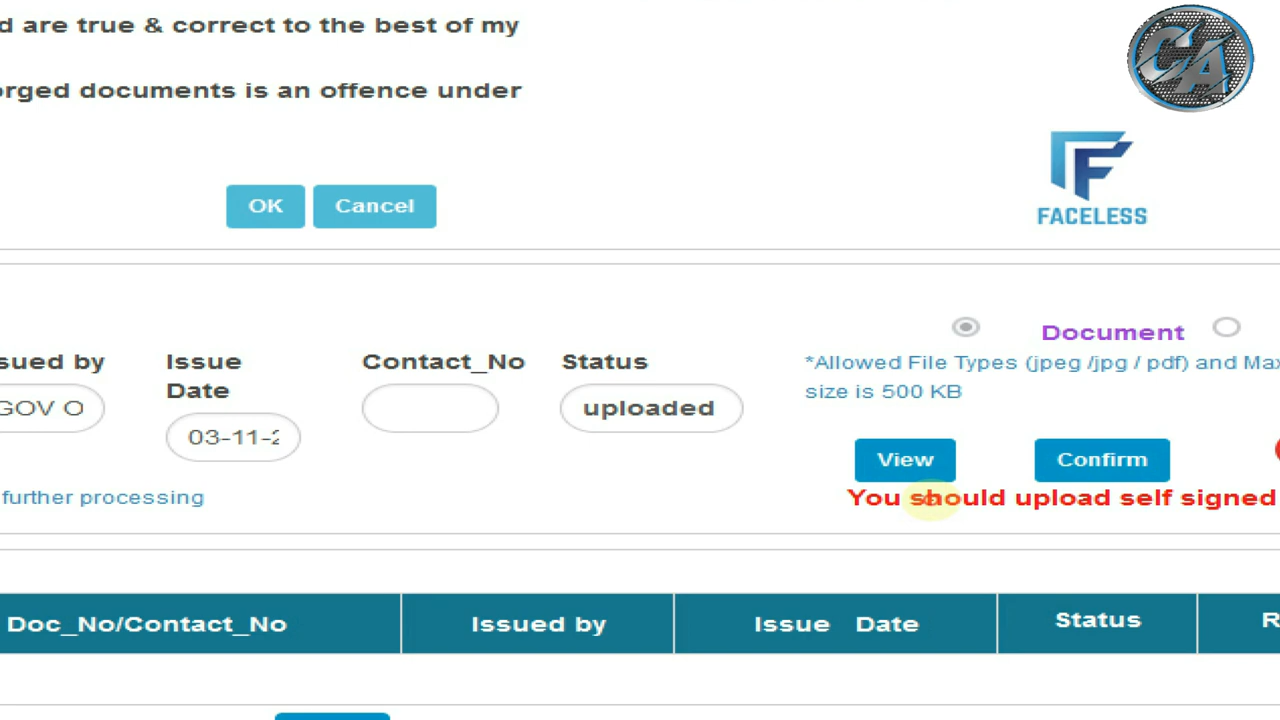 d are true & correct to the best of my
CA
orged documents is an offence under
OK Cancel
FACELESS
Document
ssued by Issue Date Contact_No Status
*Allowed File Types (jpeg /jpg / pdf) and Max
size is 500 KB
GOV O 03-11-2 uploaded
View Confirm
further processing
You should upload self signed
Doc_No/Contact_No Issued by Issue Date Status R